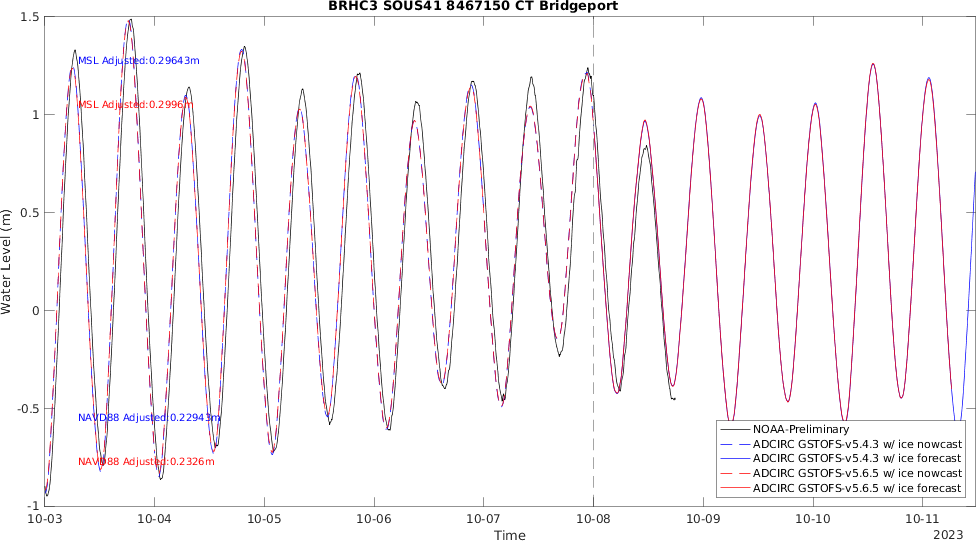 BRHC3 SOUS41 8467150 CT Bridgeport
1.5
1
0.5
0
-0.5
-1
Water Level (m)
MSL Adjusted:0.29643m
MSL Adjusted:0.2996m
NAVD88 Adjusted:0.22943m
NAVD88 Adjusted:0.2326m
NOAA-Preliminary
ADCIRC GSTOFS-v5.4.3 w/ ice nowcast
ADCIRC GSTOFS-v5.4.3 w/ ice forecast
ADCIRC GSTOFS-v5.6.5 w/ ice nowcast
ADCIRC GSTOFS-v5.6.5 w/ ice forecast
10-03 10-04 10-05 10-06 10-07 10-08 10-09 10-10 10-11
Time
2023